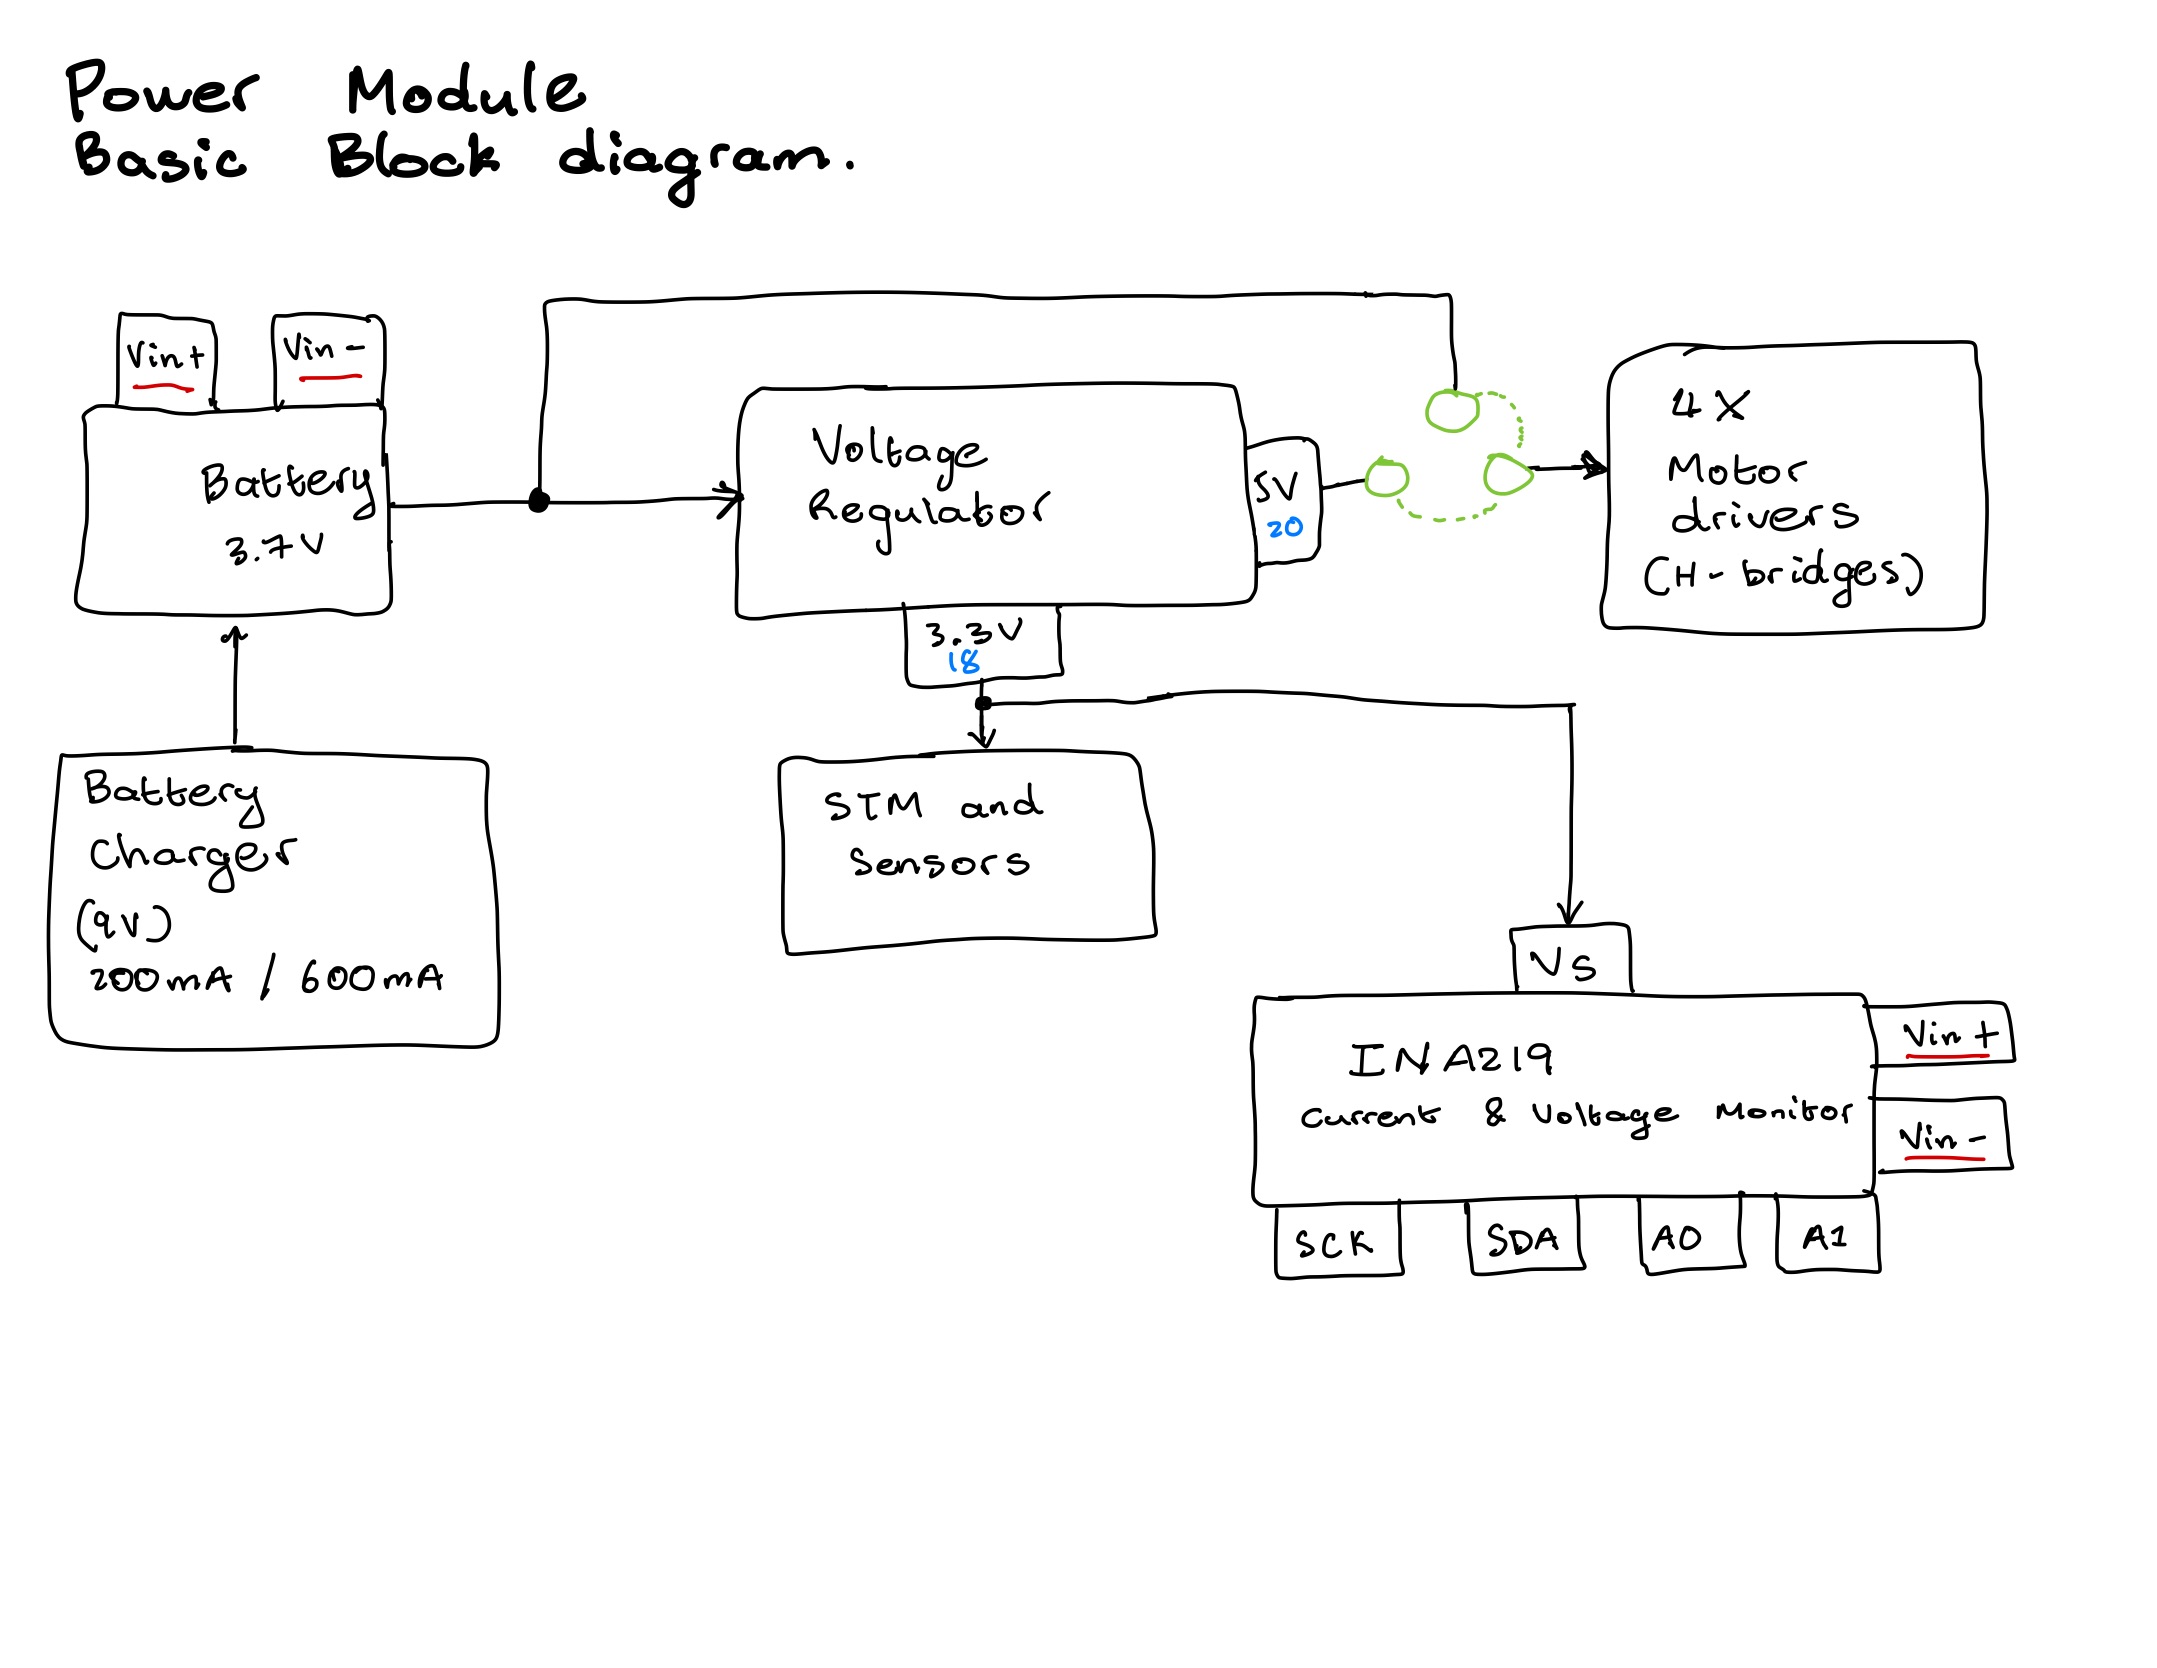 Power Module
Basic Block diagram.
Vin+
Vin -
Battery
3.7V
Voltage
Regulator
5V
20
3.3V
18
4X
Motor
drivers
(H-bridges)
Battery
Charger
(9V)
200mA / 600mA
STM and
Sensors
Vs
INA219
Current & Voltage Monitor
Vin +
Vin -
SCK
SDA
A0
A1